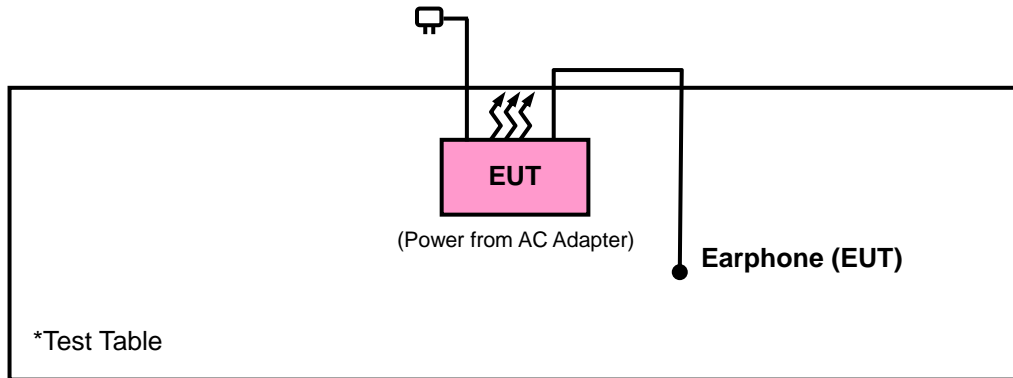 EUT
(Power from AC Adapter)
Earphone (EUT)
*Test Table